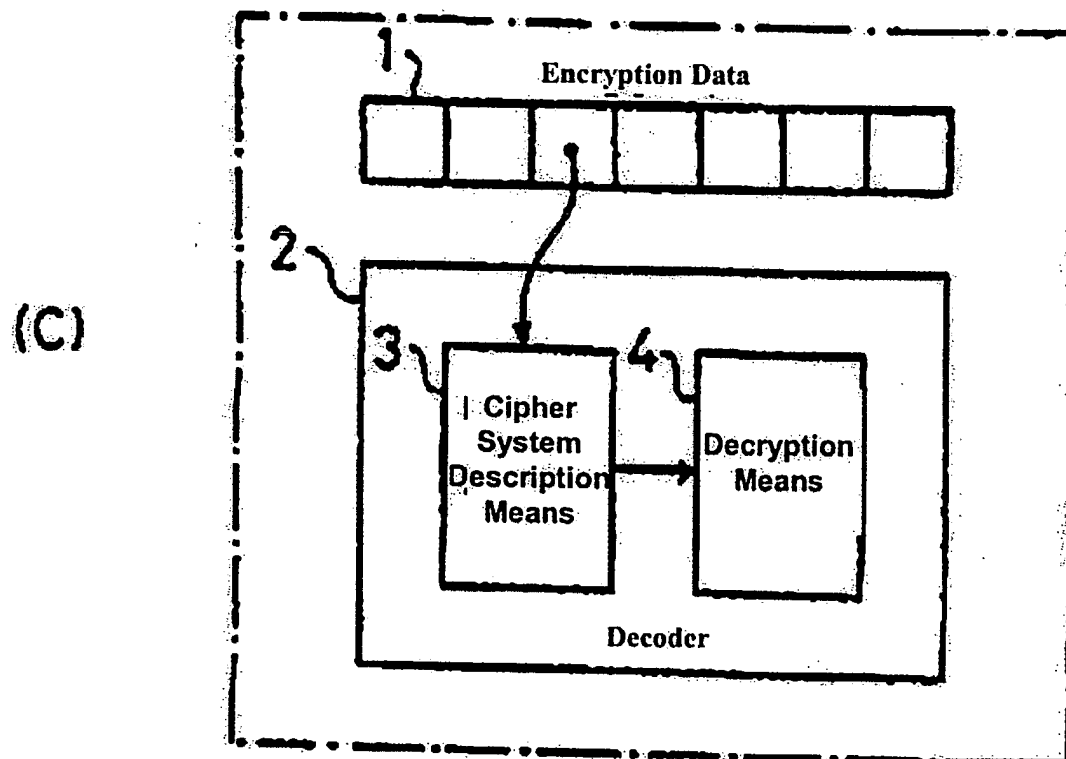 1
Encryption Data
2
(C)
3
4
Cipher
System
Description
Means
Decryption
Means
Decoder